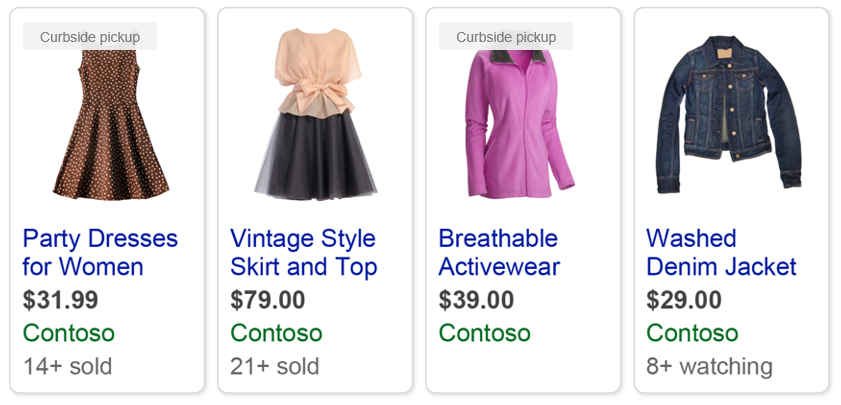 Curbside pickup
Party Dresses
for Women
$31.99
Contoso
14+ sold
Vintage Style
Skirt and Top
$79.00
Contoso
21+ sold
Curbside pickup
Breathable
Activewear
$39.00
Contoso
Washed
Denim Jacket
$29.00
Contoso
8+ watching